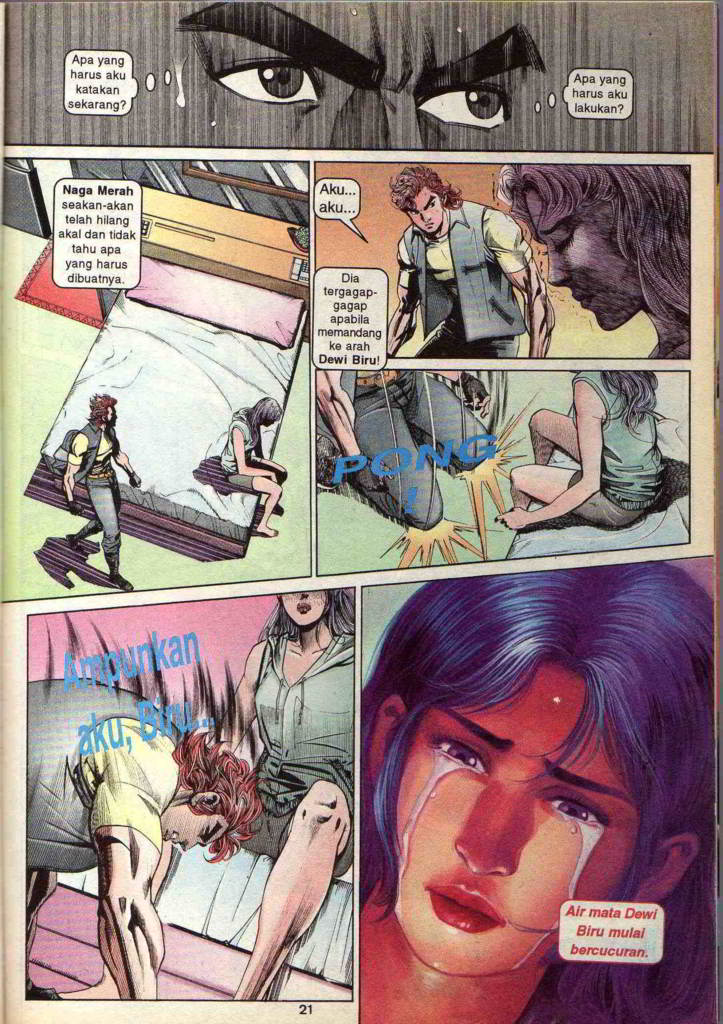 Apa yang
harus aku
katakan
sekarang?
Apa yang
harus aku
lakukan?
Naga Merah
seakan-akan
telah hilang
akal dan tidak
tahu apa
yang harus
dibuatnya.
Aku...
aku...
Dia
tergagap-
gagap
apabila
memandang
ke arah
Dewi Biru!
PONG
!
Ampunkan
aku, Biru...
Air mata Dewi
Biru mulai
bercucuran.
21